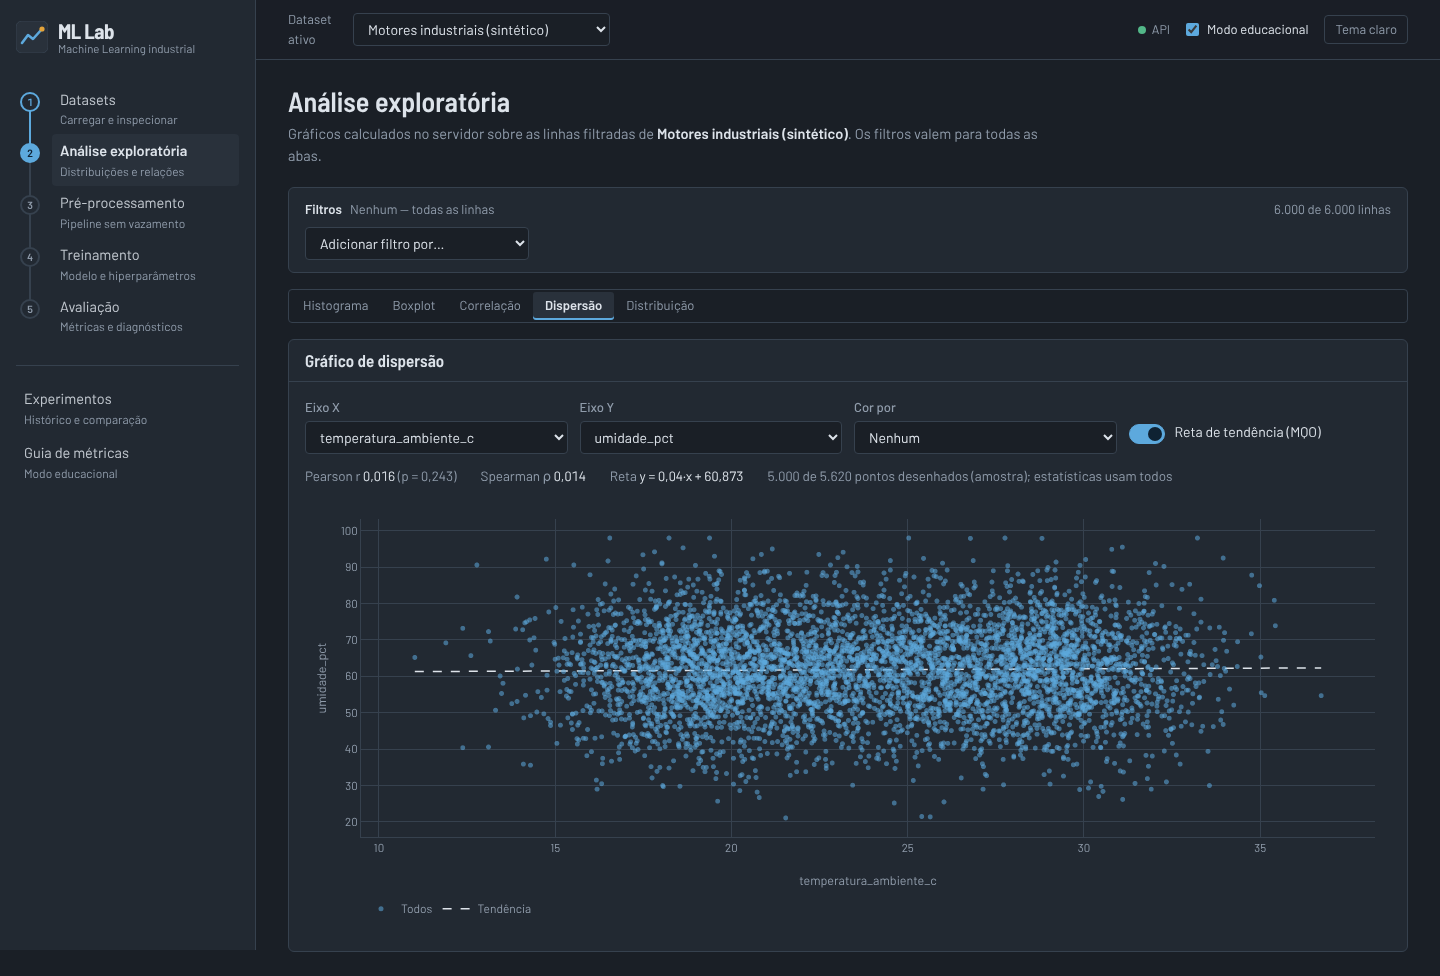 ML Lab
Machine Learning industrial
1
Datasets
Carregar e inspecionar
2
Análise exploratória
Distribuições e relações
3
Pré-processamento
Pipeline sem vazamento
4
Treinamento
Modelo e hiperparâmetros
5
Avaliação
Métricas e diagnósticos
Experimentos
Histórico e comparação
Guia de métricas
Modo educacional
Dataset
ativo
Motores industriais (sintético)
API
Modo educacional
Tema claro
Análise exploratória
Gráficos calculados no servidor sobre as linhas filtradas de Motores industriais (sintético). Os filtros valem para todas as
abas.
Filtros Nenhum — todas as linhas
6.000 de 6.000 linhas
Adicionar filtro por...
Histograma Boxplot Correlação Dispersão Distribuição
Gráfico de dispersão
Eixo X
temperatura_ambiente_c
Eixo Y
umidade_pct
Cor por
Nenhum
Reta de tendência (MQO)
Pearson r 0,016 (p = 0,243) Spearman ρ 0,014 Reta y = 0,04·x + 60,873 5.000 de 5.620 pontos desenhados (amostra); estatísticas usam todos
100
90
80
70
60
50
40
30
20
umidade_pct
10 15 20 25 30 35
temperatura_ambiente_c
Todos Tendência